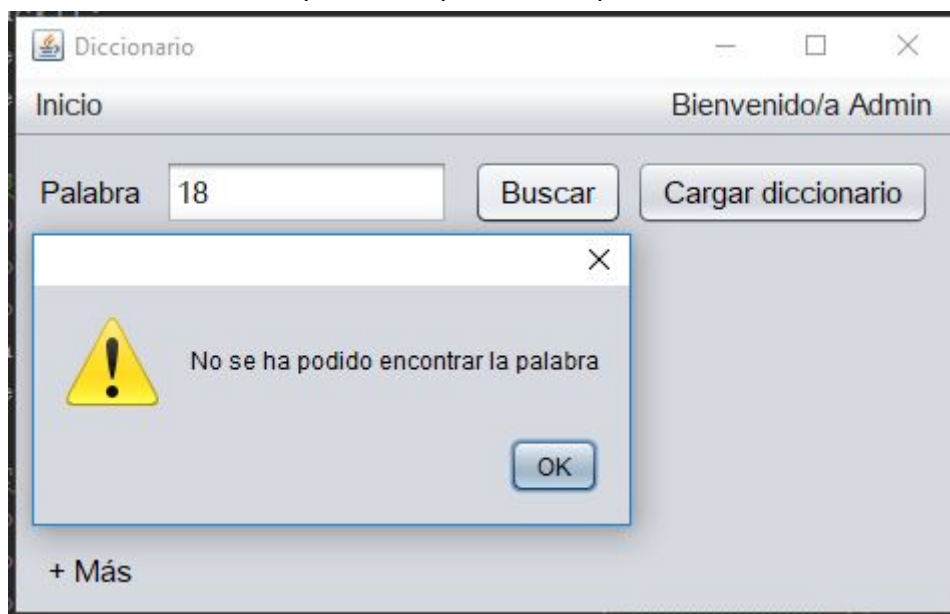 Diccionario
Inicio Bienvenido/a Admin
Palabra 18 Buscar Cargar diccionario
No se ha podido encontrar la palabra
OK
+ Más